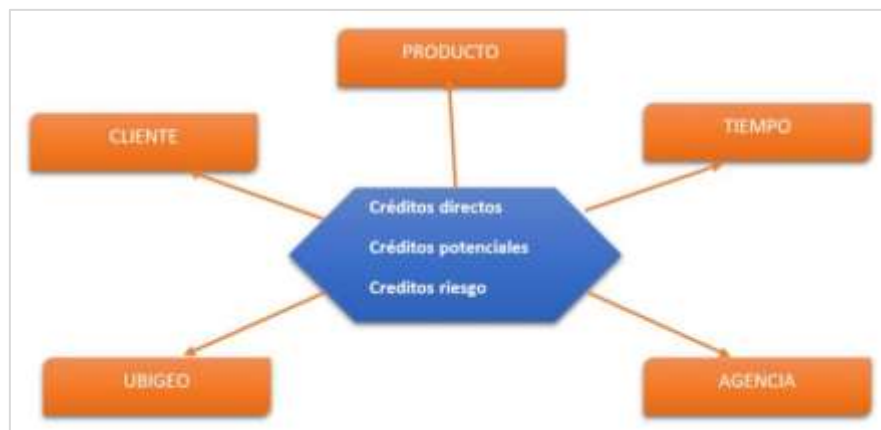 PRODUCTO
CLIENTE
TIEMPO
Créditos directos
Créditos potenciales
Creditos riesgo
UBIGEO
AGENCIA